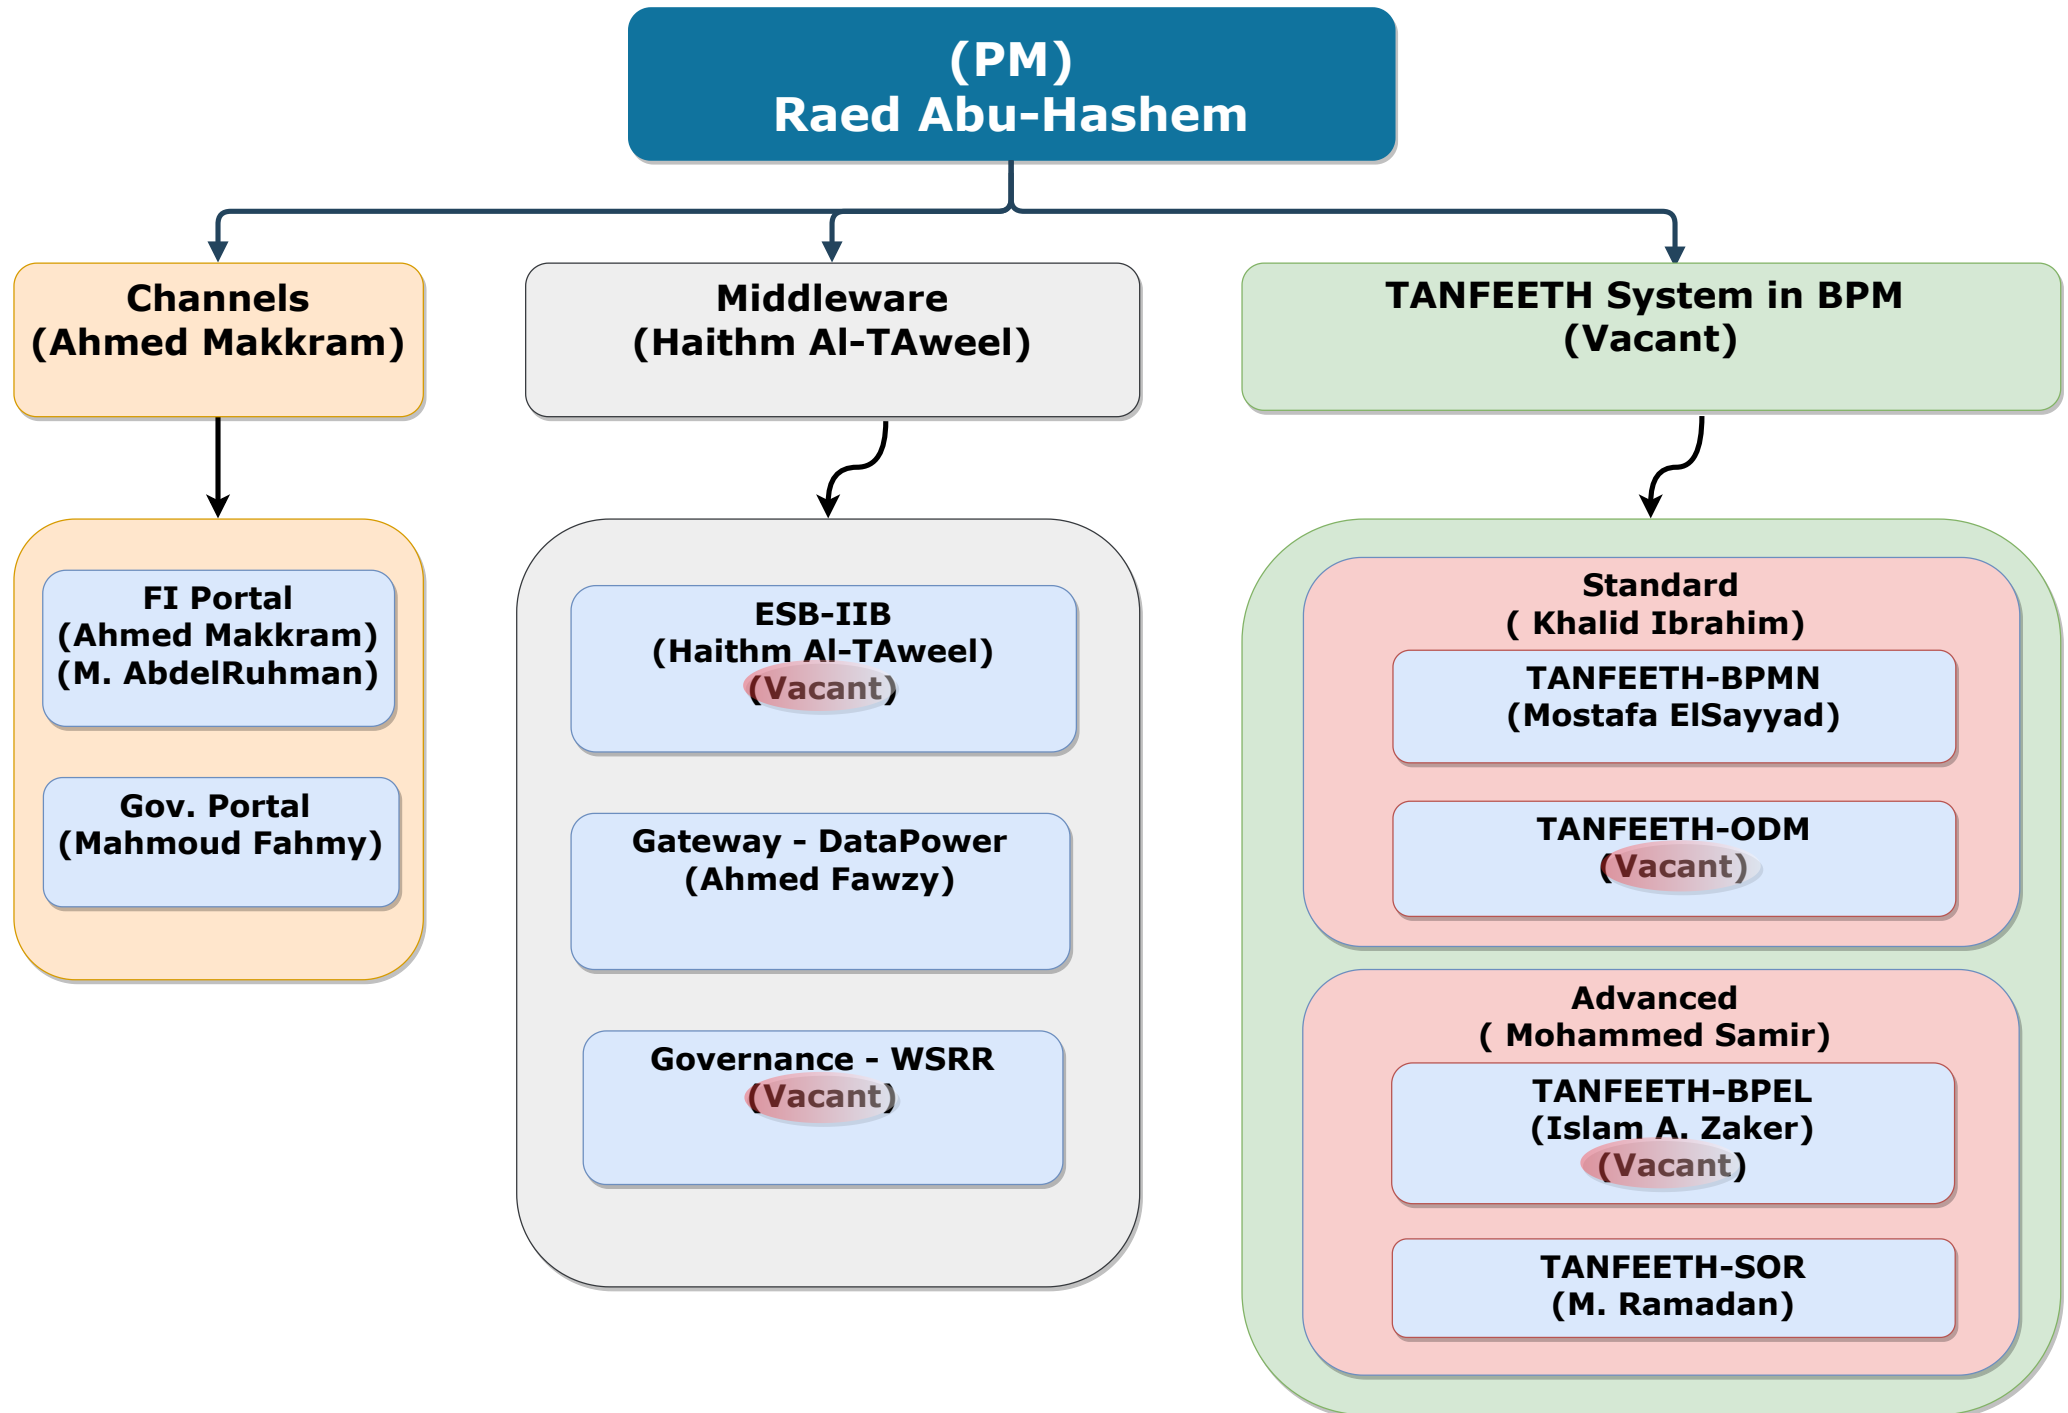 (PM)
Raed Abu-Hashem
Channels
(Ahmed Makkram)
Middleware
(Haithm Al-TAweel)
TANFEETH System in BPM
(Vacant)
FI Portal
(Ahmed Makkram)
(M. AbdelRuhman)
Gov. Portal
(Mahmoud Fahmy)
ESB-IIB
(Haithm Al-TAweel)
(Vacant)
Gateway - DataPower
(Ahmed Fawzy)
Governance - WSRR
(Vacant)
Standard
( Khalid Ibrahim)
TANFEETH-BPMN
(Mostafa ElSayyad)
TANFEETH-ODM
(Vacant)
Advanced
( Mohammed Samir)
TANFEETH-BPEL
(Islam A. Zaker)
(Vacant)
TANFEETH-SOR
(M. Ramadan)